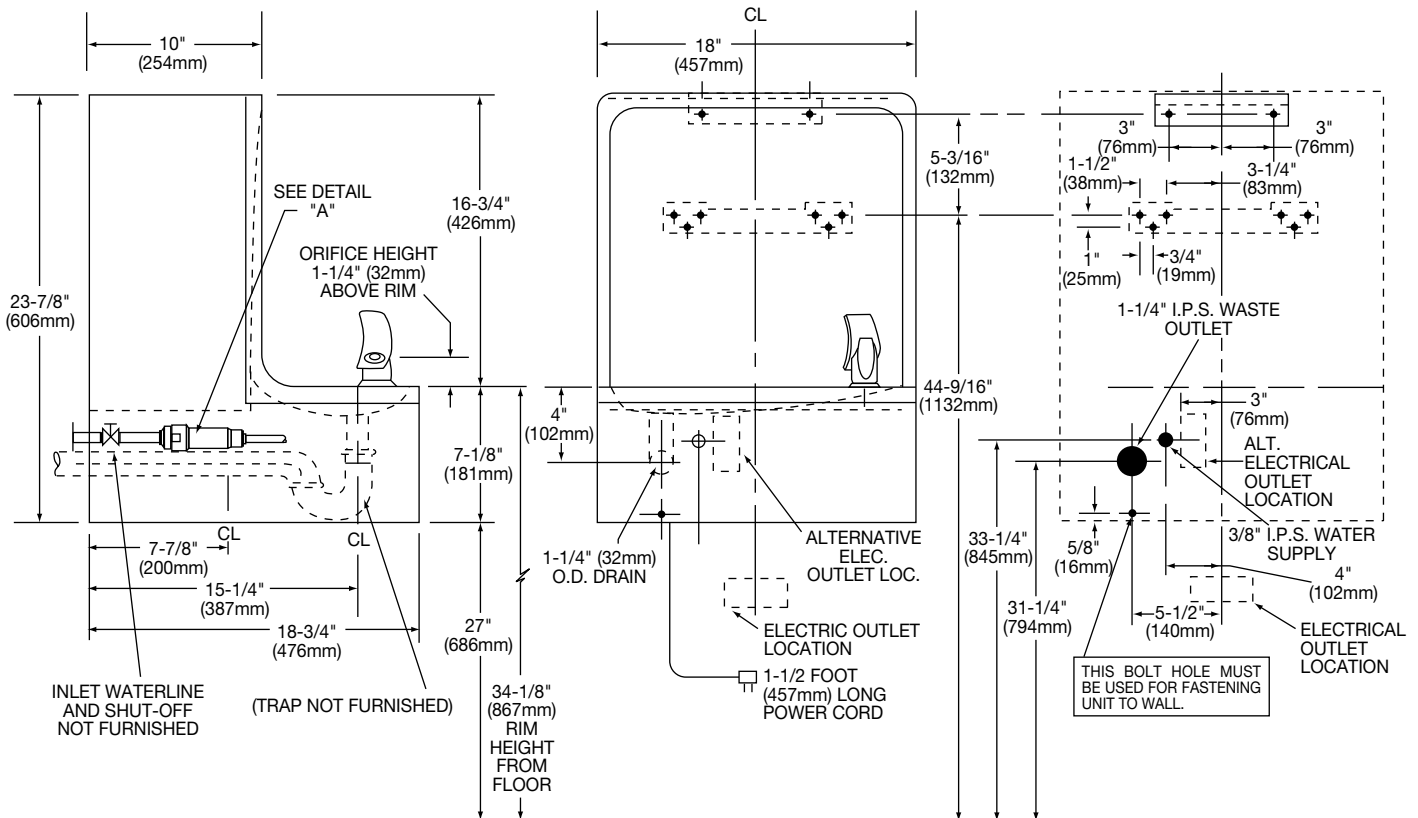 10"
(254mm)
23-7/8"
(606mm)
SEE DETAIL
"A"
16-3/4"
(426mm)
ORIFICE HEIGHT
1-1/4" (32mm)
ABOVE RIM
7-1/8"
(181mm)
CL
CL
7-7/8"
(200mm)
15-1/4"
(387mm)
18-3/4"
(476mm)
27"
(686mm)
INLET WATERLINE
AND SHUT-OFF
NOT FURNISHED
(TRAP NOT FURNISHED)
34-1/8"
(867mm)
RIM
HEIGHT
FROM
FLOOR
CL
18"
(457mm)
5-3/16"
(132mm)
4"
(102mm)
44-9/16"
(1132mm)
1-1/4" (32mm)
O.D. DRAIN
ALTERNATIVE
ELEC.
OUTLET LOC.
ELECTRIC OUTLET
LOCATION
1-1/2 FOOT
(457mm) LONG
POWER CORD
3"
(76mm)
3"
(76mm)
1-1/2"
(38mm)
3-1/4"
(83mm)
1"
(25mm)
3/4"
(19mm)
1-1/4" I.P.S. WASTE
OUTLET
3"
(76mm)
ALT.
ELECTRICAL
OUTLET
LOCATION
33-1/4"
(845mm)
5/8"
(16mm)
3/8" I.P.S. WATER
SUPPLY
4"
(102mm)
31-1/4"
(794mm)
5-1/2"
(140mm)
ELECTRICAL
OUTLET
LOCATION
THIS BOLT HOLE MUST
BE USED FOR FASTENING
UNIT TO WALL.